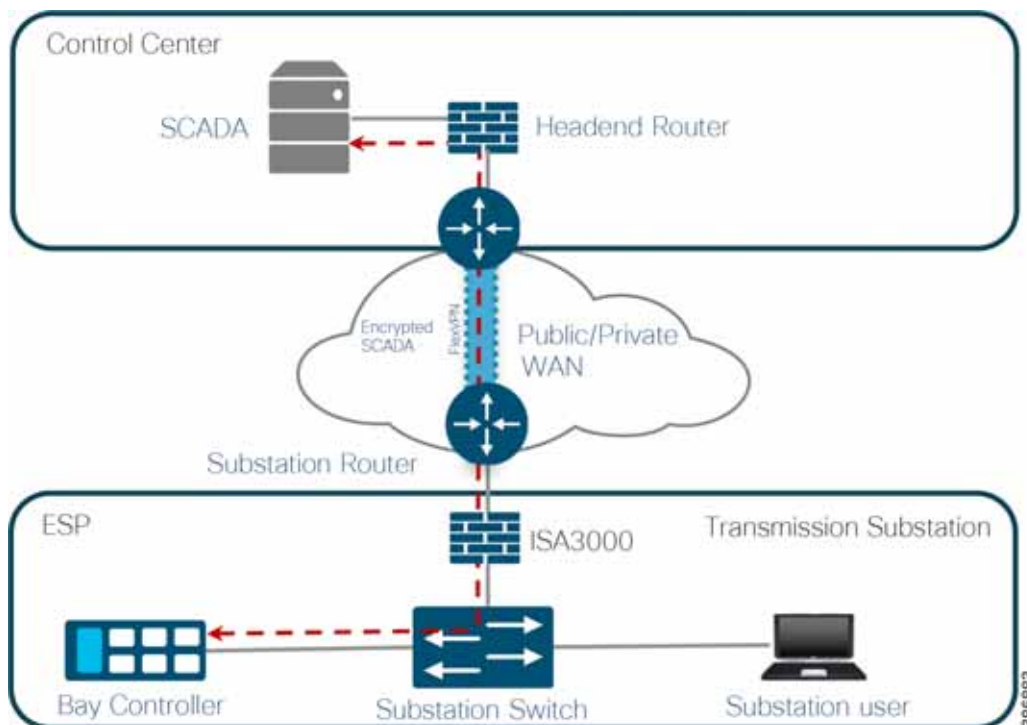 Control Center
SCADA
Headend Router
Encrypted
SCADA
FlexVPN
Public/Private
WAN
Substation Router
ESP
ISA3000
Transmission Substation
Bay Controller
Substation Switch
Substation user